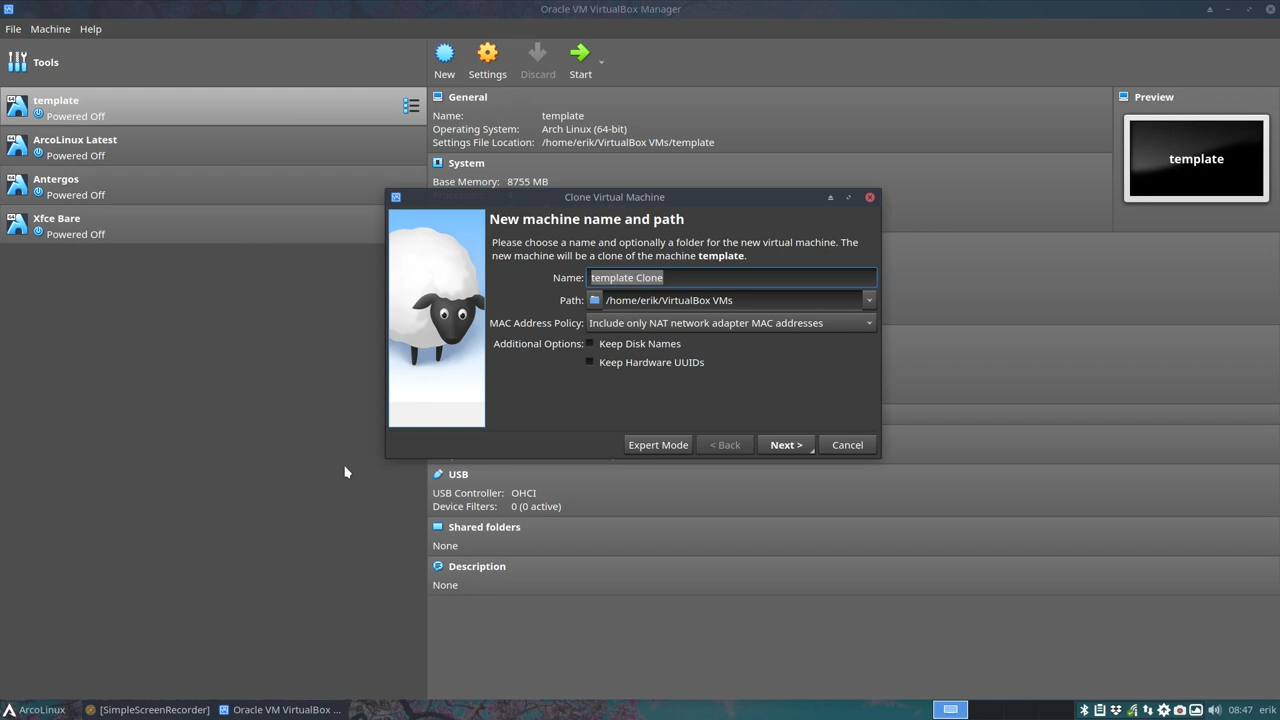 Oracle VM VirtualBox Manager
File Machine Help
Tools
New Settings Discard Start
64 template
Powered Off
64 ArcoLinux Latest
Powered Off
64 Antergos
Powered Off
64 Xfce Bare
Powered Off
General
Name: template
Operating System: Arch Linux (64-bit)
Settings File Location: /home/erik/VirtualBox VMs/template
System
Base Memory: 8755 MB
Preview
template
Clone Virtual Machine
New machine name and path
Please choose a name and optionally a folder for the new virtual machine. The
new machine will be a clone of the machine template.
Name: template Clone
Path: /home/erik/VirtualBox VMs
MAC Address Policy: Include only NAT network adapter MAC addresses
Additional Options: Keep Disk Names
Keep Hardware UUIDs
Expert Mode < Back Next > Cancel
USB
USB Controller: OHCI
Device Filters: 0 (0 active)
Shared folders
None
Description
None
ArcoLinux [SimpleScreenRecorder] Oracle VM VirtualBox ... 08:47 erik